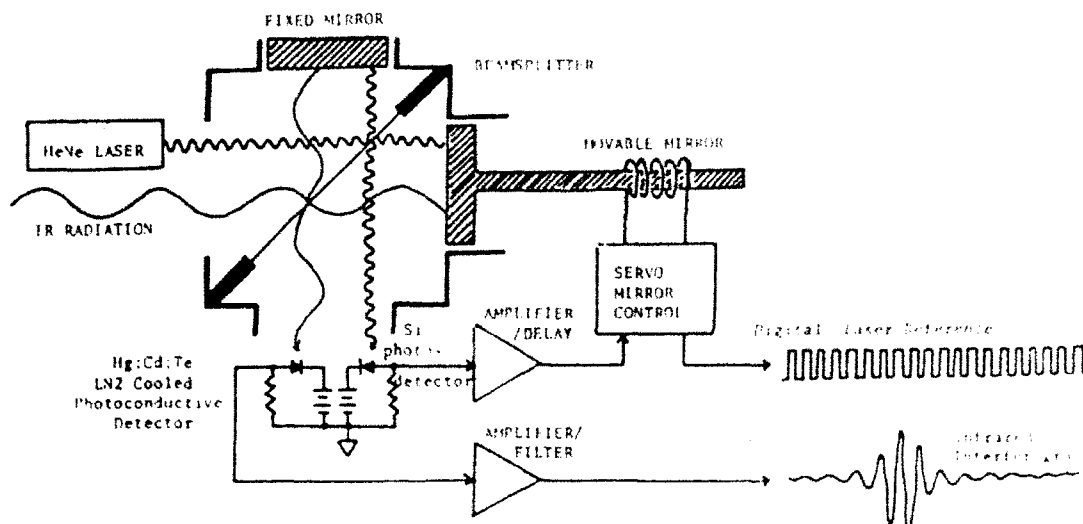 FIXED MIRROR
BEAMSPLITTER
HeNe LASER
MOVABLE MIRROR
IR RADIATION
SERVO
MIRROR
CONTROL
AMPLIFIER
/DELAY
Si
photo-
detector
Digital Laser Reference
Hg:Cd:Te
LN2 Cooled
Photoconductive
Detector
AMPLIFIER/
FILTER
Infrared